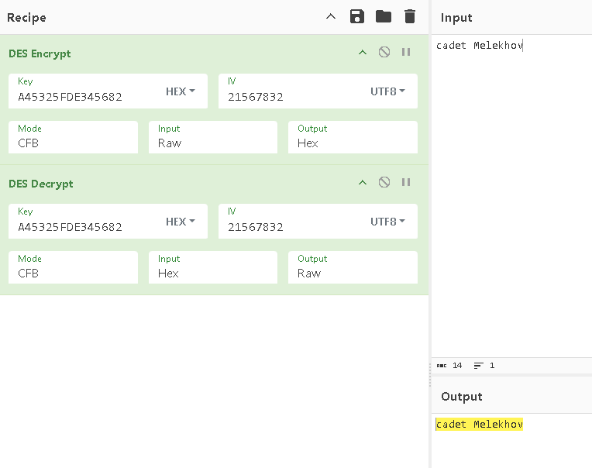 Recipe
DES Encrypt
Key
A45325FDE345682
HEX
IV
21567832
UTF8
Mode
CFB
Input
Raw
Output
Hex
DES Decrypt
Key
A45325FDE345682
HEX
IV
21567832
UTF8
Mode
CFB
Input
Hex
Output
Raw
Input
cadet Melekhov
14
1
Output
cadet Melekhov